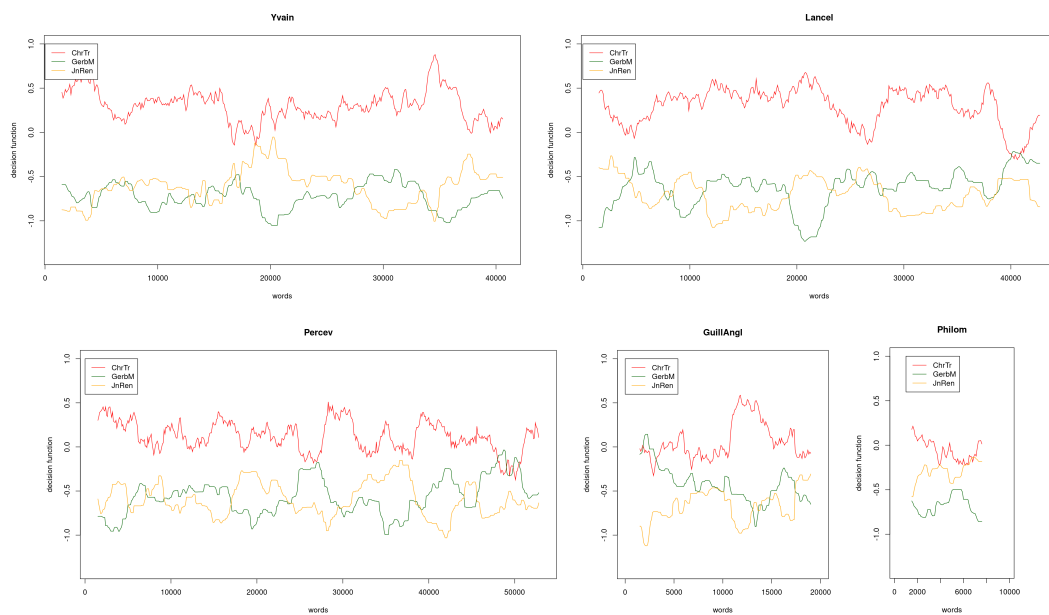 Yvain
ChrTr
GerbM
JnRen
decision function
1.0
0.5
0.0
-0.5
-1.0
0 10000 20000 30000 40000
words
Lancel
ChrTr
GerbM
JnRen
decision function
1.0
0.5
0.0
-0.5
-1.0
0 10000 20000 30000 40000
words
Percev
ChrTr
GerbM
JnRen
decision function
1.0
0.5
0.0
-0.5
-1.0
0 10000 20000 30000 40000 50000
words
GuillAngl
ChrTr
GerbM
JnRen
decision function
1.0
0.5
0.0
-0.5
-1.0
0 5000 10000 15000 20000
words
Philom
ChrTr
GerbM
JnRen
decision function
1.0
0.5
0.0
-0.5
-1.0
0 2000 6000 10000
words